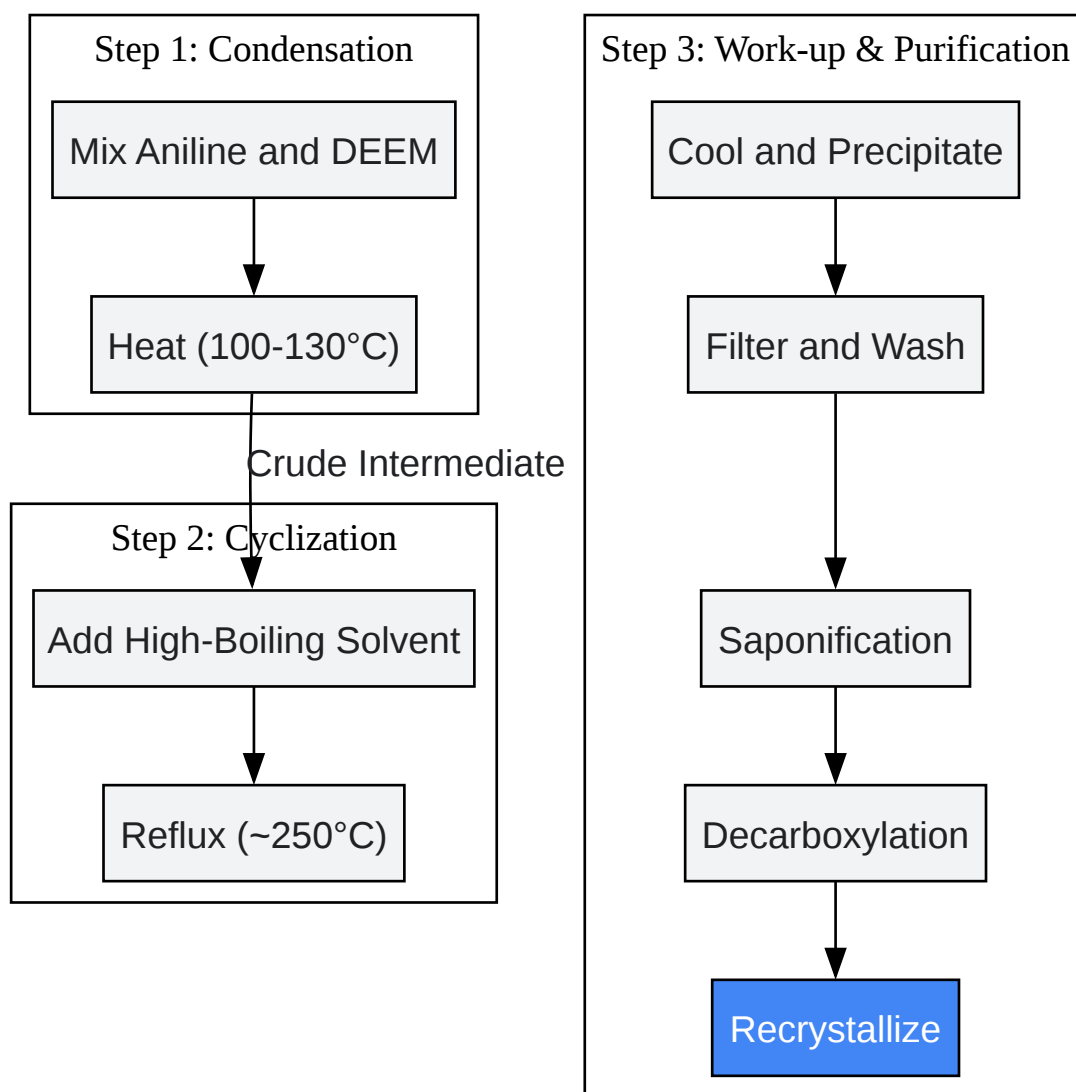 Step 1: Condensation
Mix Aniline and DEEM
Heat (100-130°C)
Crude Intermediate
Step 2: Cyclization
Add High-Boiling Solvent
Reflux (~250°C)
Step 3: Work-up & Purification
Cool and Precipitate
Filter and Wash
Saponification
Decarboxylation
Recrystallize